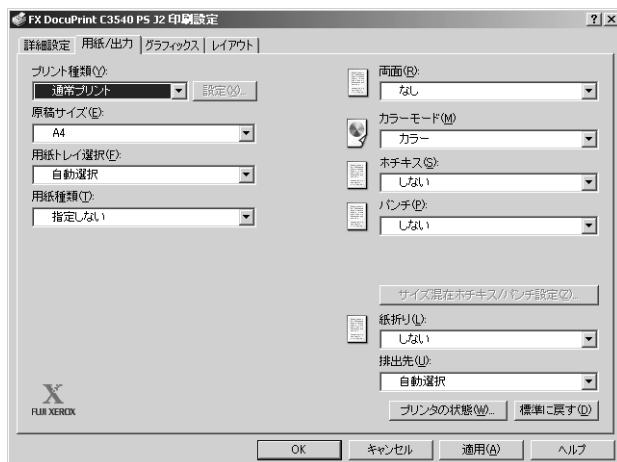 FX DocuPrint C3540 PS J2 印刷設定
詳細設定 用紙/出力 グラフィックス レイアウト
プリント種類(Y):
通常プリント 設定(X)...
原稿サイズ(E):
A4
用紙トレイ選択(F):
自動選択
用紙種類(T):
指定しない
両面(R):
なし
カラーモード(M)
カラー
ホチキス(S):
しない
パンチ(P):
しない
サイズ混在ホチキス/パンチ設定(Z)...
紙折り(L):
しない
排出先(U):
自動選択
プリンタの状態(W)... 標準に戻す(D)
X
FUJI XEROX
OK キャンセル 適用(A) ヘルプ